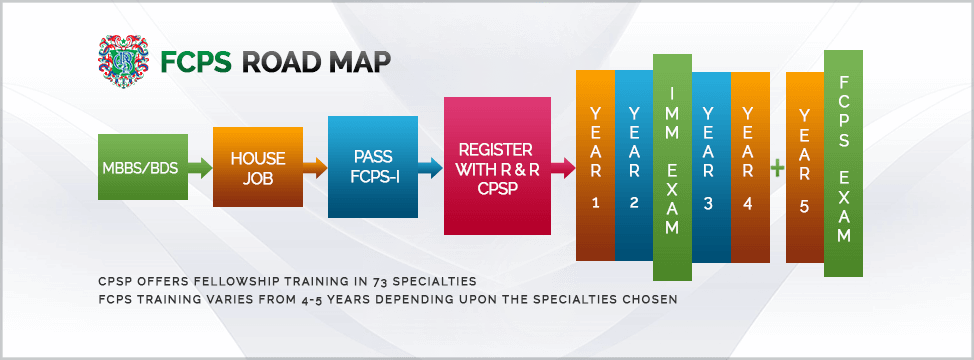 FCPS ROAD MAP
MBBS/BDS
HOUSE
JOB
PASS
FCPS-I
REGISTER
WITH R & R
CPSP
YEAR 1
YEAR 2
IMM EXAM
YEAR 3
YEAR 4
+
YEAR 5
FCPS EXAM
CPSP OFFERS FELLOWSHIP TRAINING IN 73 SPECIALTIES
FCPS TRAINING VARIES FROM 4-5 YEARS DEPENDING UPON THE SPECIALTIES CHOSEN